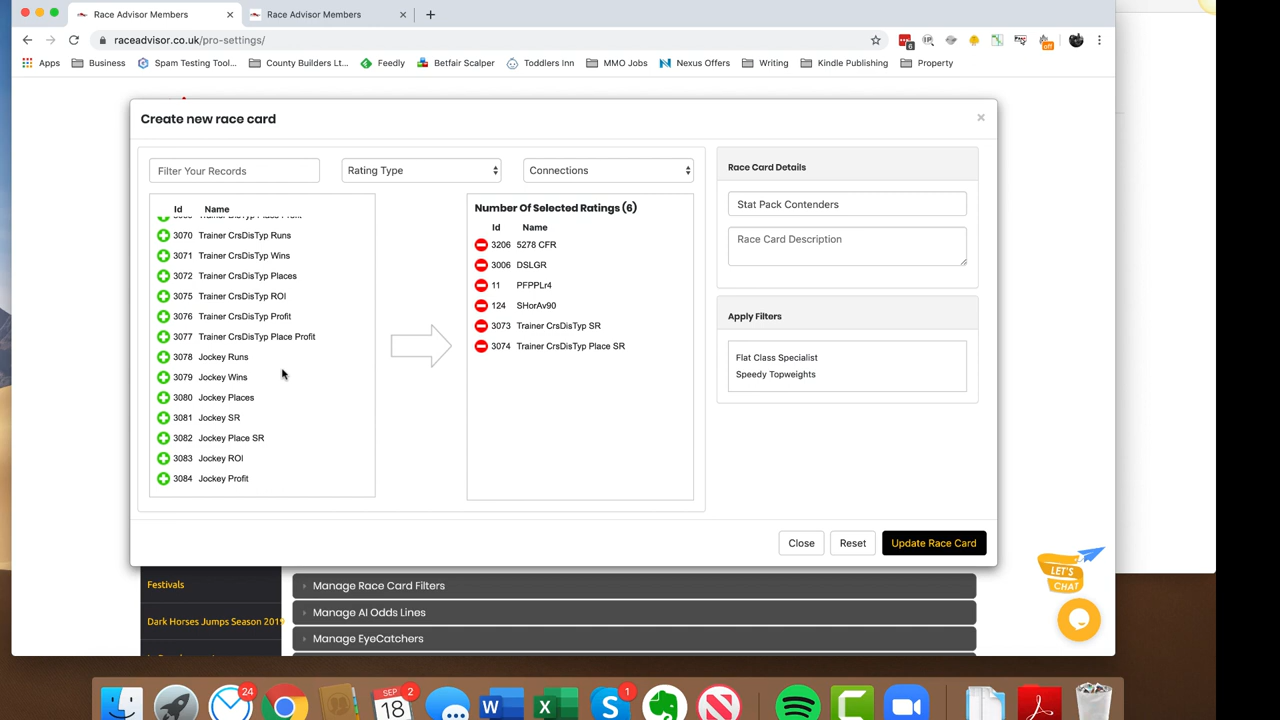 Race Advisor Members
Race Advisor Members
raceadvisor.co.uk/pro-settings/
6
off
Apps
Business
Spam Testing Tool...
County Builders Lt...
Feedly
Betfair Scalper
Toddlers Inn
MMO Jobs
Nexus Offers
Writing
Kindle Publishing
Property
Create new race card
×
Filter Your Records
Rating Type
Connections
Id Name
3070 Trainer CrsDisTyp Runs
3071 Trainer CrsDisTyp Wins
3072 Trainer CrsDisTyp Places
3075 Trainer CrsDisTyp ROI
3076 Trainer CrsDisTyp Profit
3077 Trainer CrsDisTyp Place Profit
3078 Jockey Runs
3079 Jockey Wins
3080 Jockey Places
3081 Jockey SR
3082 Jockey Place SR
3083 Jockey ROI
3084 Jockey Profit
Number Of Selected Ratings (6)
Id Name
3206 5278 CFR
3006 DSLGR
11 PFPPLr4
124 SHorAv90
3073 Trainer CrsDisTyp SR
3074 Trainer CrsDisTyp Place SR
Race Card Details
Stat Pack Contenders
Race Card Description
Apply Filters
Flat Class Specialist
Speedy Topweights
Close
Reset
Update Race Card
Festivals
Dark Horses Jumps Season 2019
Manage Race Card Filters
Manage AI Odds Lines
Manage EyeCatchers
LET'S
CHAT
24
SEP
2
18
1